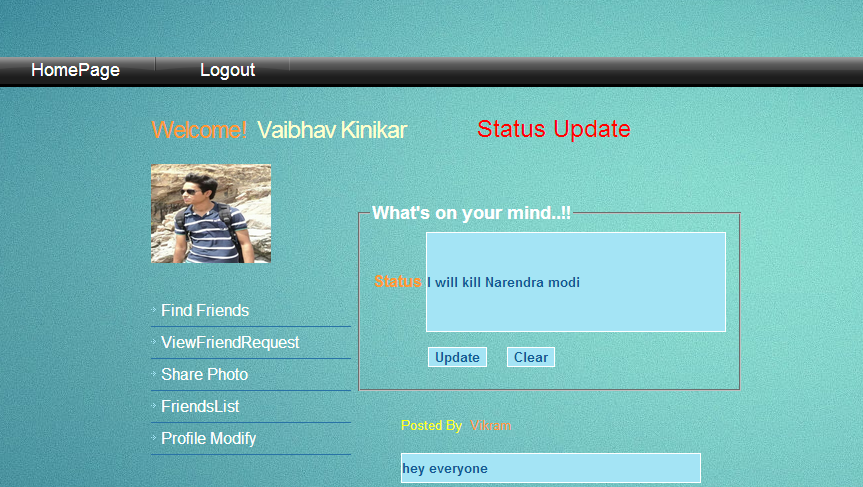 HomePage Logout
Welcome! Vaibhav Kinikar
Status Update
What's on your mind..!!
Status I will kill Narendra modi
Update Clear
Find Friends
ViewFriendRequest
Share Photo
FriendsList
Profile Modify
Posted By Vikram
hey everyone